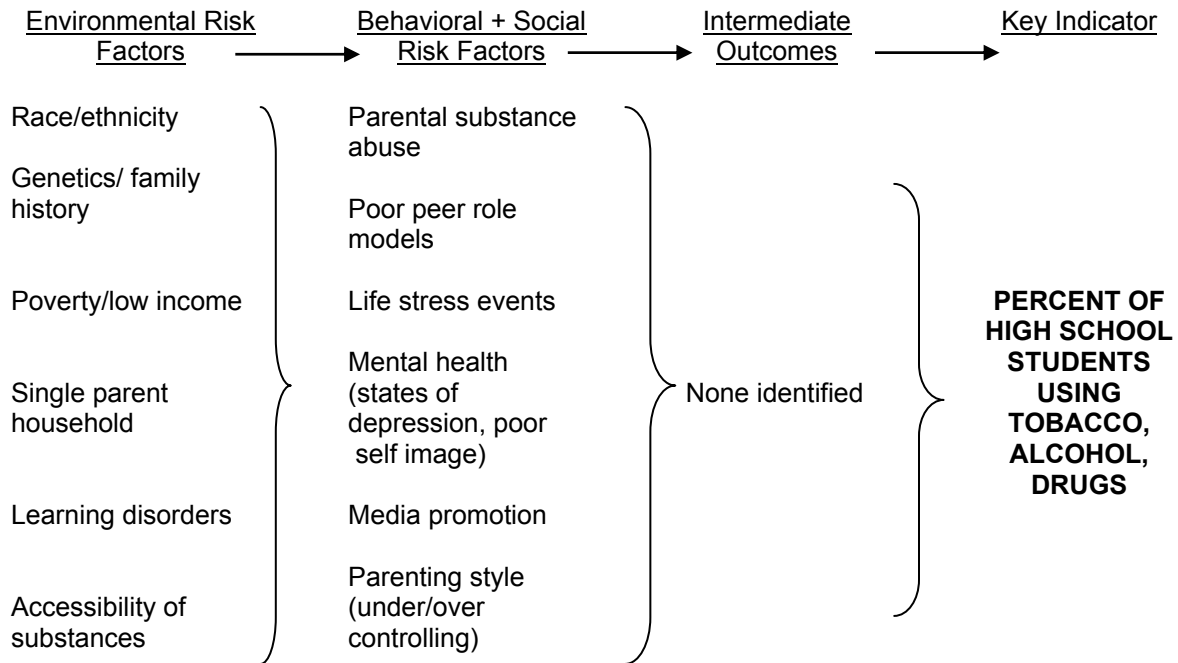 Environmental Risk
Factors
Behavioral + Social
Risk Factors
Intermediate
Outcomes
Key Indicator
Race/ethnicity
Genetics/ family
history
Poverty/low income
Single parent
household
Learning disorders
Accessibility of
substances
Parental substance
abuse
Poor peer role
models
Life stress events
Mental health
(states of
depression, poor
self image)
Media promotion
Parenting style
(under/over
controlling)
None identified
PERCENT OF
HIGH SCHOOL
STUDENTS
USING
TOBACCO,
ALCOHOL,
DRUGS